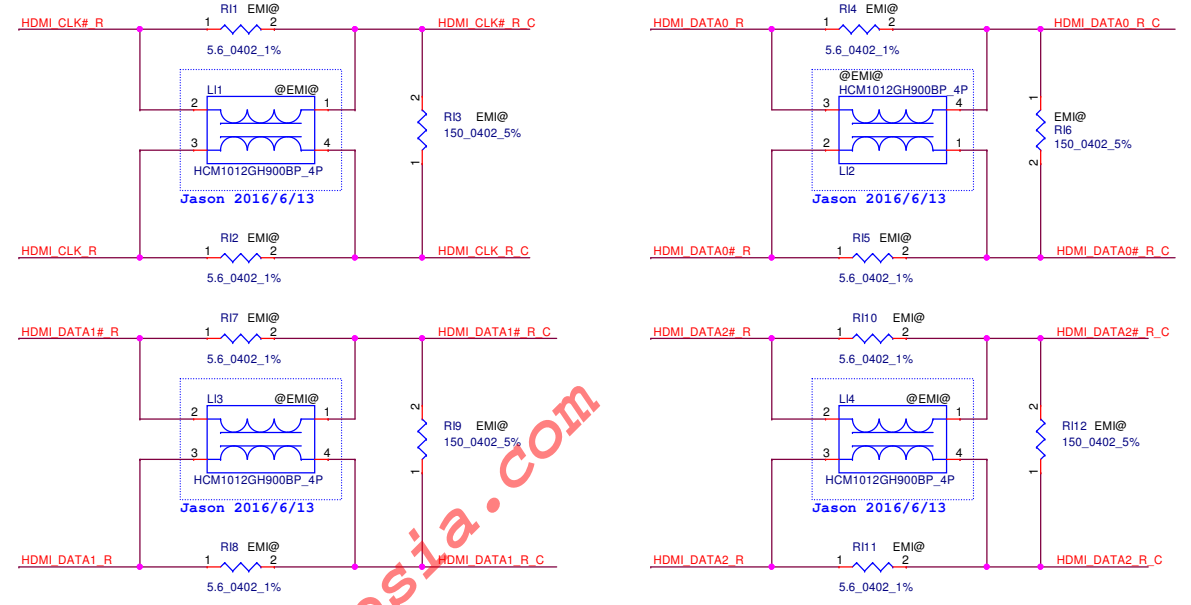 RI1 EMI@
HDMI_CLK#_R 1 2 HDMI_CLK#_R_C
5.6_0402_1%
LI1 @EMI@
2 1
3 4
HCM1012GH900BP_4P
Jason 2016/6/13
2
RI3 EMI@
150_0402_5%
1
RI2 EMI@
HDMI_CLK_R 1 2 HDMI_CLK_R_C
5.6_0402_1%
RI4 EMI@
HDMI_DATA0_R 1 2 HDMI_DATA0_R_C
5.6_0402_1%
@EMI@
HCM1012GH900BP_4P
3 4
2 1
LI2
Jason 2016/6/13
1
EMI@
RI6
150_0402_5%
2
RI5 EMI@
HDMI_DATA0#_R 1 2 HDMI_DATA0#_R_C
5.6_0402_1%
RI7 EMI@
HDMI_DATA1#_R 1 2 HDMI_DATA1#_R_C
5.6_0402_1%
LI3 @EMI@
2 1
3 4
HCM1012GH900BP_4P
Jason 2016/6/13
2
RI9 EMI@
150_0402_5%
1
RI8 EMI@
HDMI_DATA1_R 1 2 HDMI_DATA1_R_C
5.6_0402_1%
RI10 EMI@
HDMI_DATA2#_R 1 2 HDMI_DATA2#_R_C
5.6_0402_1%
LI4 @EMI@
2 1
3 4
HCM1012GH900BP_4P
Jason 2016/6/13
2
RI12 EMI@
150_0402_5%
1
RI11 EMI@
HDMI_DATA2_R 1 2 HDMI_DATA2_R_C
5.6_0402_1%
osia.com